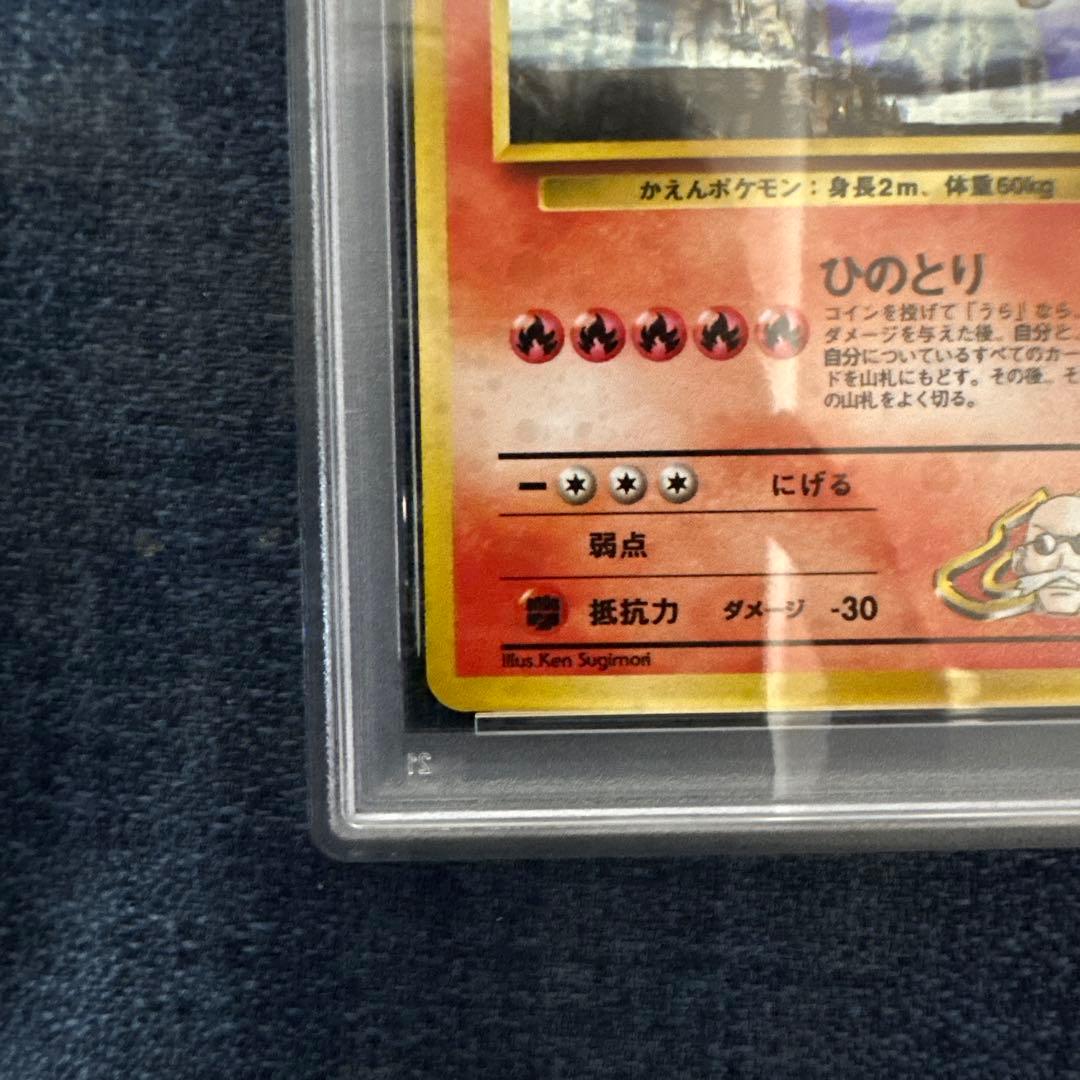 かえんポケモン：身長2m、体重60kg
ひのとり
コインを投げて「うら」なら、
ダメージを与えた後、自分と、
自分についているすべてのカー
ドを山札にもどす。その後、そ
の山札をよく切る。
にげる
弱点
抵抗力 ダメージ -30
Illus. Ken Sugimori
21